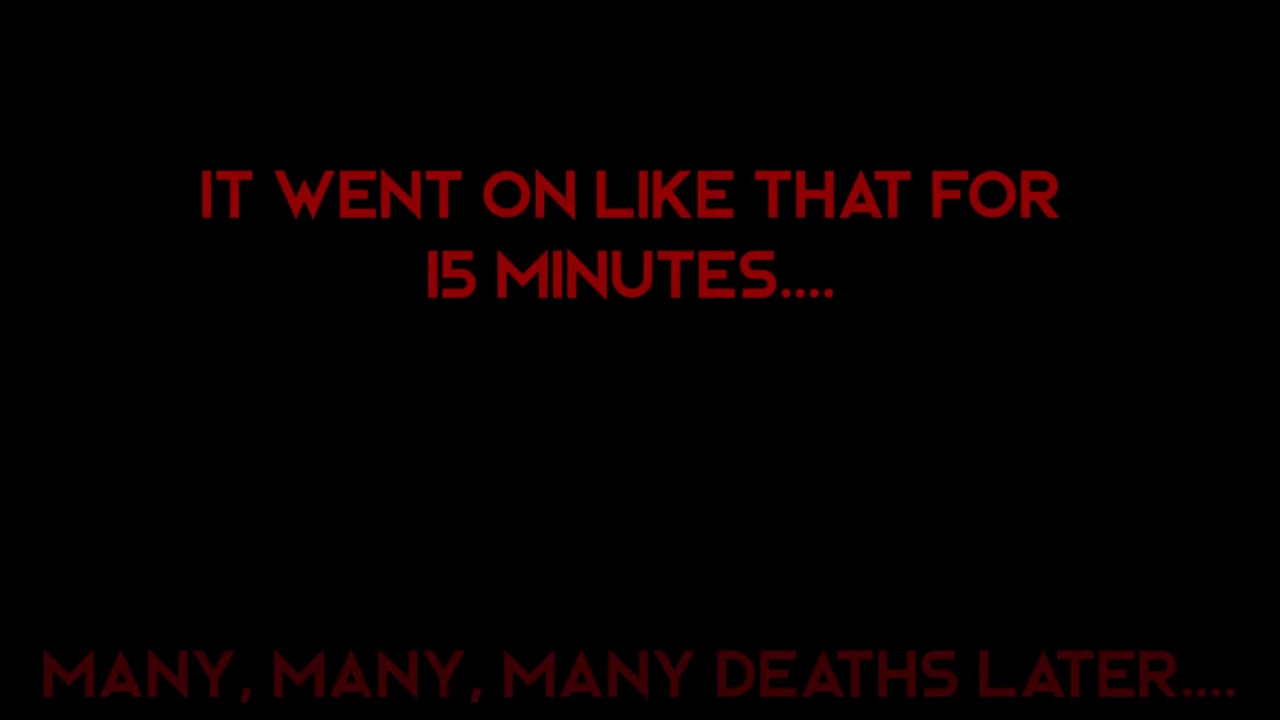 IT WENT ON LIKE THAT FOR
15 MINUTES....
MANY, MANY, MANY DEATHS LATER....